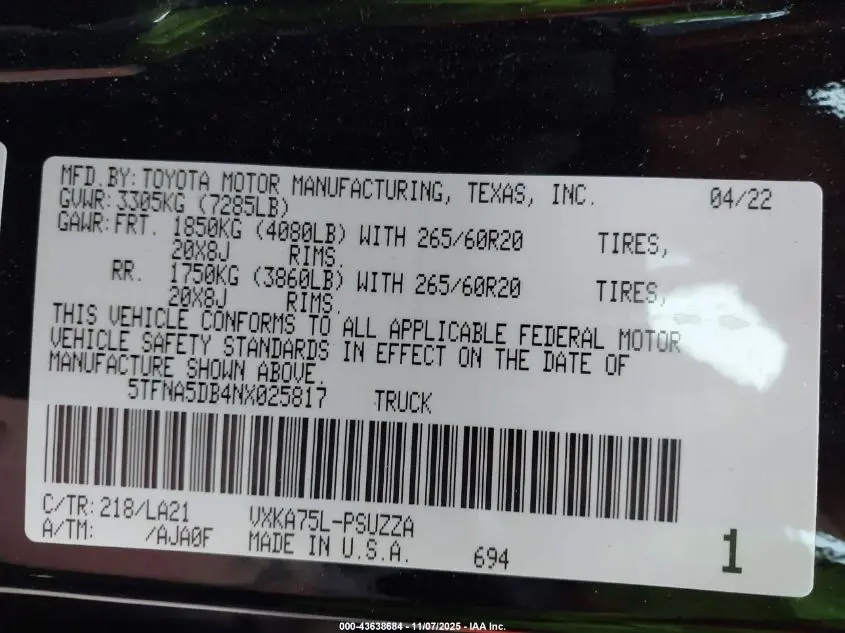 MFD.BY:TOYOTA MOTOR MANUFACTURING, TEXAS, INC. 04/22
GVWR:3305KG (7285LB)
GAWR:FRT. 1850KG (4080LB) WITH 265/60R20 TIRES,
20X8J RIMS.
RR. 1750KG (3860LB) WITH 265/60R20 TIRES,
20X8J RIMS.
THIS VEHICLE CONFORMS TO ALL APPLICABLE FEDERAL MOTOR
VEHICLE SAFETY STANDARDS IN EFFECT ON THE DATE OF
MANUFACTURE SHOWN ABOVE.
5TFNA5DB4NX025817 TRUCK
C/TR:218/LA21 VXKA75L-PSUZZA
A/TM: /AJA0F MADE IN U.S.A. 694 1
000-43638684 - 11/07/2025 - IAA Inc.